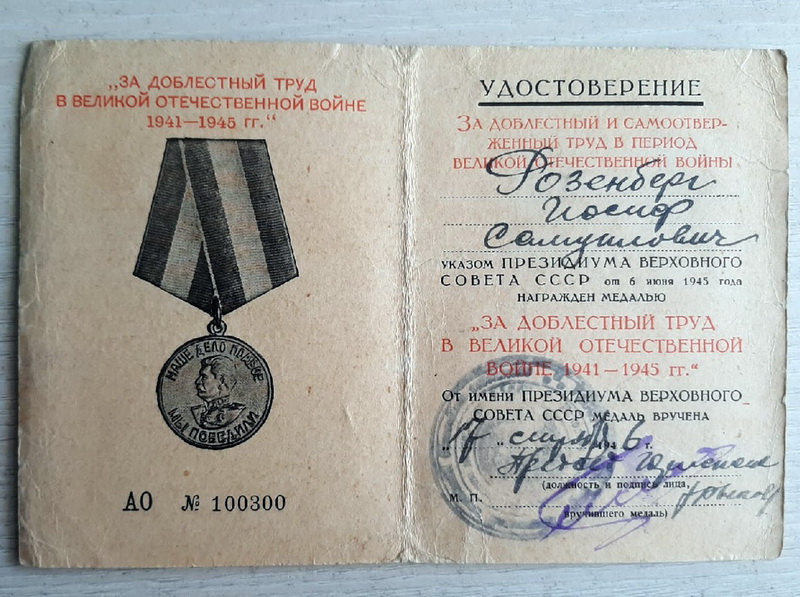 „ЗА ДОБЛЕСТНЫЙ ТРУД
В ВЕЛИКОЙ ОТЕЧЕСТВЕННОЙ ВОЙНЕ
1941—1945 гг.“
НАШЕ ДЕЛО ПРАВОЕ
МЫ ПОБЕДИЛИ
АО № 100300
УДОСТОВЕРЕНИЕ
ЗА ДОБЛЕСТНЫЙ И САМООТВЕР-
ЖЕННЫЙ ТРУД В ПЕРИОД
ВЕЛИКОЙ ОТЕЧЕСТВЕННОЙ ВОЙНЫ
Розенберг
Иосиф
Самуилович
УКАЗОМ ПРЕЗИДИУМА ВЕРХОВНОГО
СОВЕТА СССР от 6 июня 1945 года
НАГРАЖДЕН МЕДАЛЬЮ
„ЗА ДОБЛЕСТНЫЙ ТРУД
В ВЕЛИКОЙ ОТЕЧЕСТВЕННОЙ
ВОЙНЕ 1941—1945 гг.“
ОТ ИМЕНИ ПРЕЗИДИУМА ВЕРХОВНОГО
СОВЕТА СССР МЕДАЛЬ ВРУЧЕНА
„17“ 6 г.
(должность и подпись лица,
М. П.
вручившего медаль)